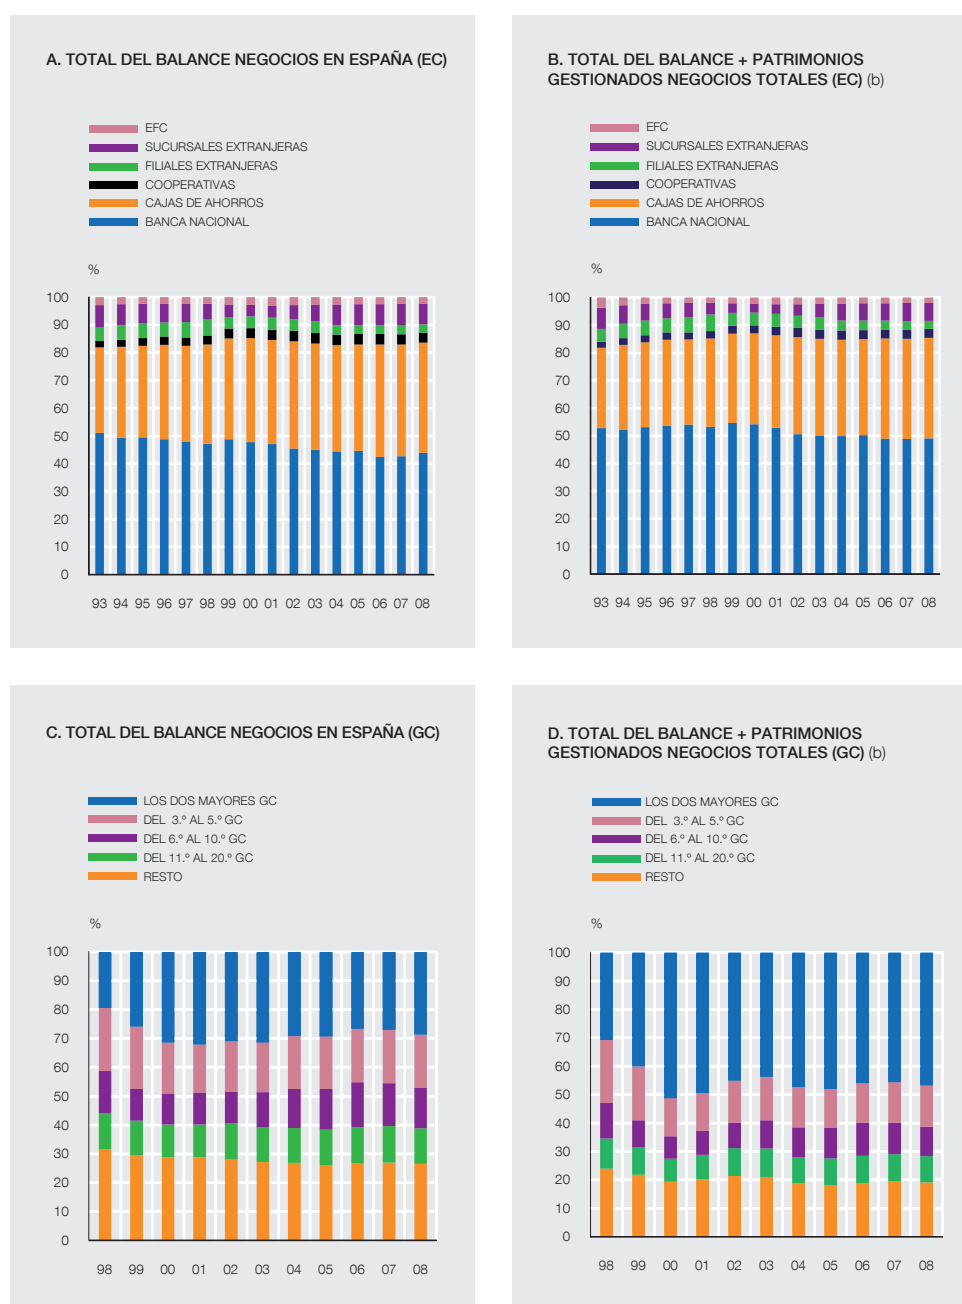 A. TOTAL DEL BALANCE NEGOCIOS EN ESPAÑA (EC)
EFC
SUCURSALES EXTRANJERAS
FILIALES EXTRANJERAS
COOPERATIVAS
CAJAS DE AHORROS
BANCA NACIONAL
%
100
90
80
70
60
50
40
30
20
10
0
93 94 95 96 97 98 99 00 01 02 03 04 05 06 07 08
B. TOTAL DEL BALANCE + PATRIMONIOS
GESTIONADOS NEGOCIOS TOTALES (EC) (b)
EFC
SUCURSALES EXTRANJERAS
FILIALES EXTRANJERAS
COOPERATIVAS
CAJAS DE AHORROS
BANCA NACIONAL
%
100
90
80
70
60
50
40
30
20
10
0
93 94 95 96 97 98 99 00 01 02 03 04 05 06 07 08
C. TOTAL DEL BALANCE NEGOCIOS EN ESPAÑA (GC)
LOS DOS MAYORES GC
DEL 3.º AL 5.º GC
DEL 6.º AL 10.º GC
DEL 11.º AL 20.º GC
RESTO
%
100
90
80
70
60
50
40
30
20
10
0
98 99 00 01 02 03 04 05 06 07 08
D. TOTAL DEL BALANCE + PATRIMONIOS
GESTIONADOS NEGOCIOS TOTALES (GC) (b)
LOS DOS MAYORES GC
DEL 3.º AL 5.º GC
DEL 6.º AL 10.º GC
DEL 11.º AL 20.º GC
RESTO
%
100
90
80
70
60
50
40
30
20
10
0
98 99 00 01 02 03 04 05 06 07 08